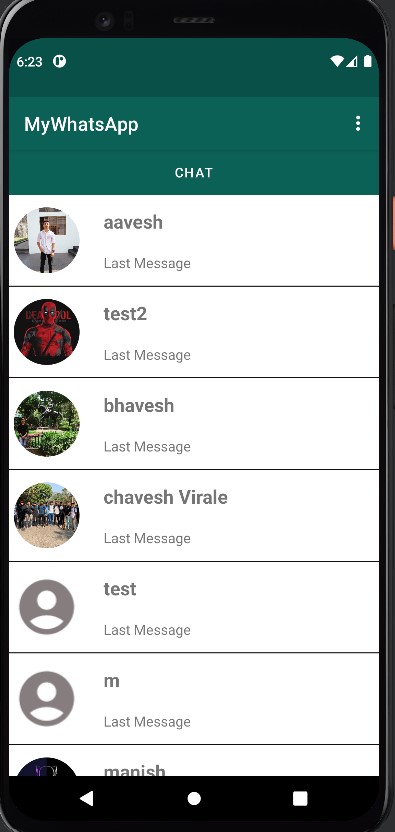 6:23
MyWhatsApp
CHAT
aavesh
Last Message
DEADPOOL
test2
Last Message
bhavesh
Last Message
chavesh Virale
Last Message
test
Last Message
m
Last Message
manish